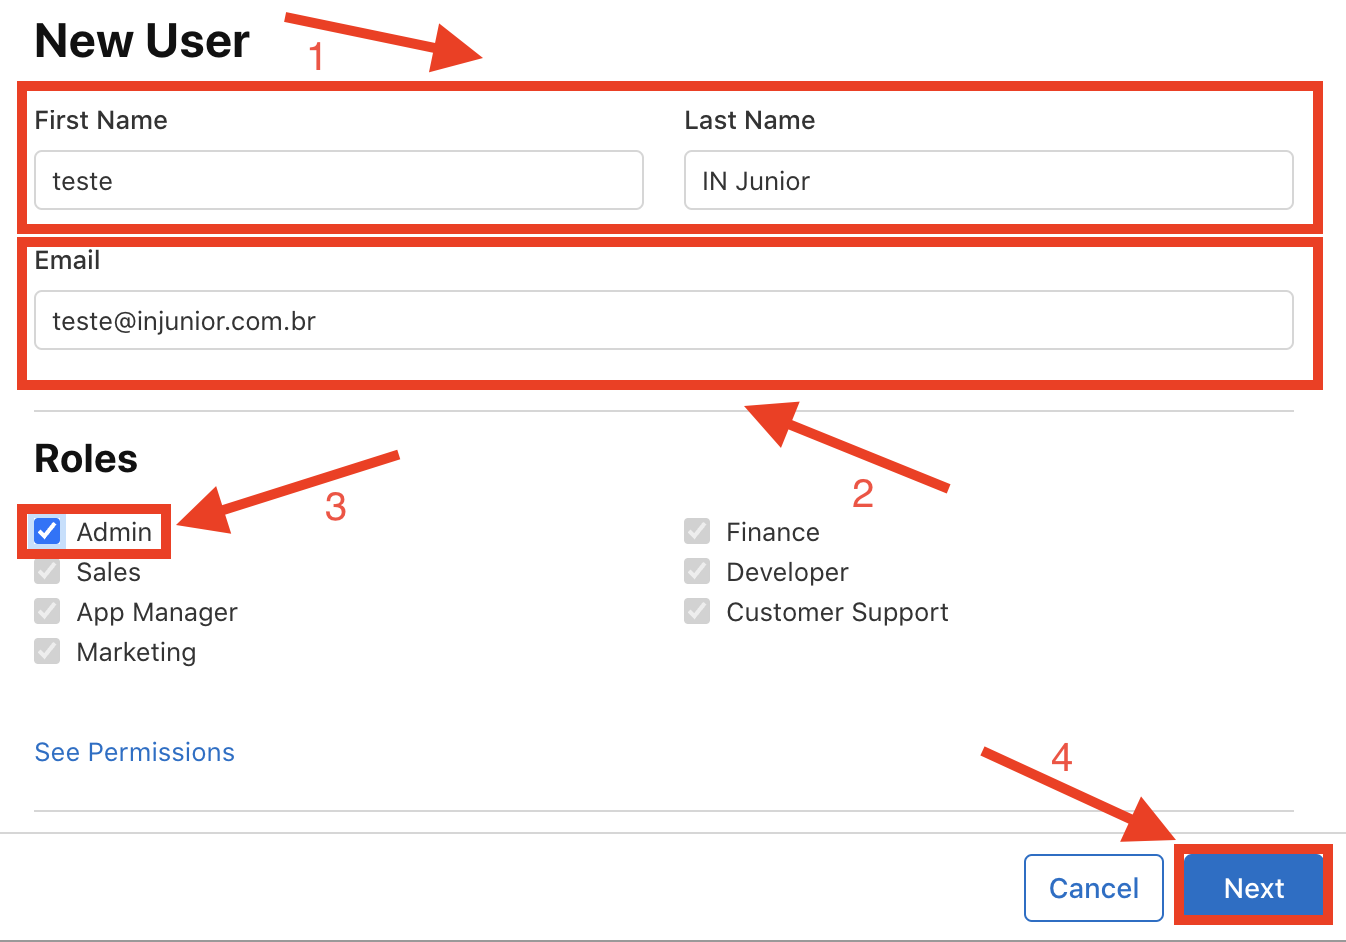 New User
1
First Name
Last Name
teste
IN Junior
Email
teste@injunior.com.br
2
Roles
3
Admin
Finance
Sales
Developer
App Manager
Customer Support
Marketing
See Permissions
4
Cancel
Next